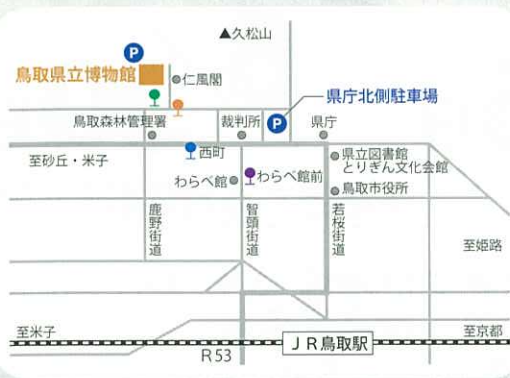 ▲久松山
P
鳥取県立博物館
仁風閣
県庁北側駐車場
鳥取森林管理署
裁判所
P
県庁
至砂丘・米子
西町
県立図書館
とりぎん文化会館
わらべ館
わらべ館前
鳥取市役所
鹿野街道
智頭街道
若桜街道
至姫路
至米子
JR鳥取駅
至京都
R53